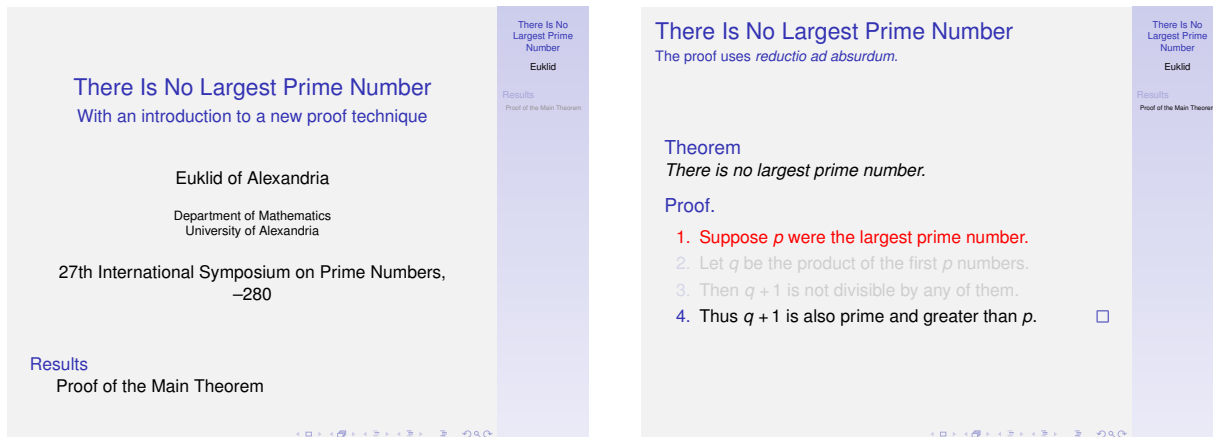 There Is No Largest Prime Number
With an introduction to a new proof technique
Euklid of Alexandria
Department of Mathematics
University of Alexandria
27th International Symposium on Prime Numbers,
–280
Results
Proof of the Main Theorem
There Is No
Largest Prime
Number
Euklid
Results
Proof of the Main Theorem
There Is No Largest Prime Number
The proof uses reductio ad absurdum.
Theorem
There is no largest prime number.
Proof.
1. Suppose p were the largest prime number.
2. Let q be the product of the first p numbers.
3. Then q + 1 is not divisible by any of them.
4. Thus q + 1 is also prime and greater than p.
There Is No
Largest Prime
Number
Euklid
Results
Proof of the Main Theorem